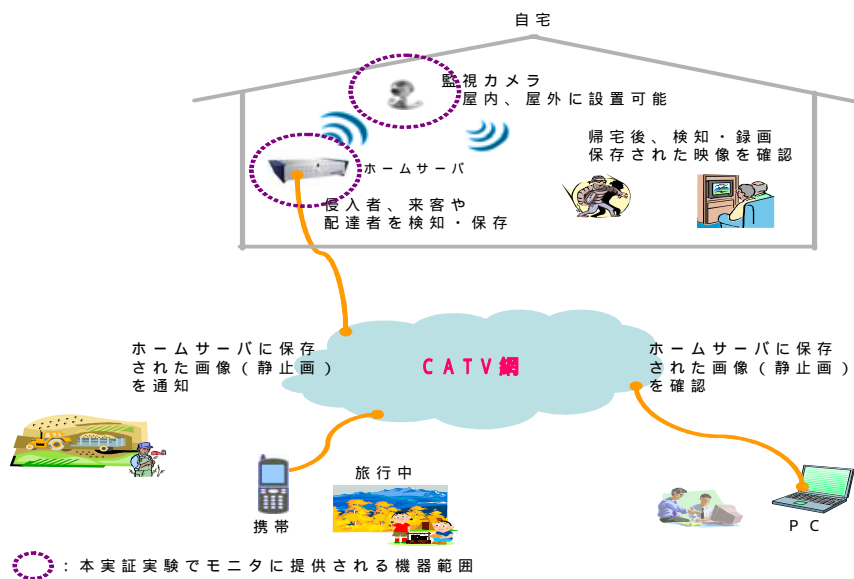 自宅
監視カメラ
屋内、屋外に設置可能
帰宅後、検知・録画
保存された映像を確認
ホームサーバ
侵入者、来客や
配達者を検知・保存
ホームサーバに保存
された画像(静止画)
を通知
CATV網
ホームサーバに保存
された画像(静止画)
を確認
旅行中
携帯
PC
:本実証実験でモニタに提供される機器範囲